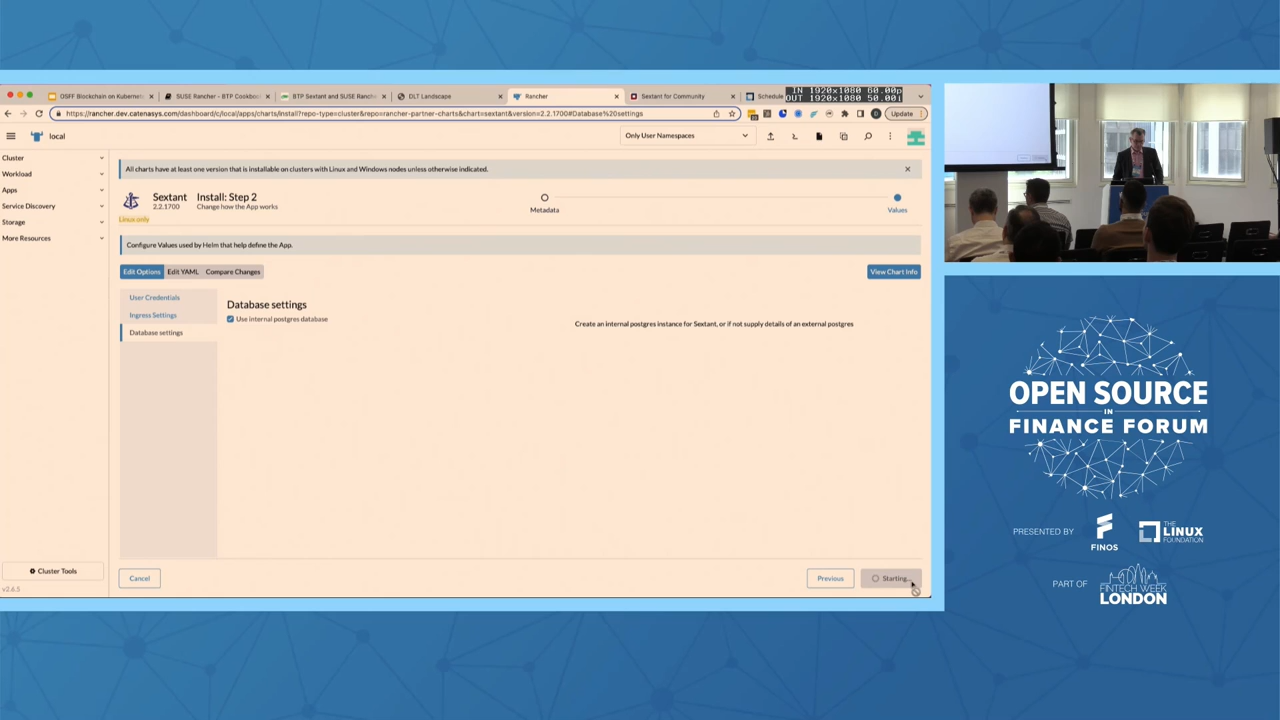 OSFF Blockchain on Kubernet
SUSE Rancher - BTP Cookboo
BTP Sextant and SUSE Ranche
DLT Landscape
Rancher
Sextant for Community
Schedule
IN 1920x1080 60.00p
OUT 1920x1080 50.00i
https://rancher.dev.catenasys.com/dashboard/c/local/apps/charts/install?repo-type=cluster&repo=rancher-partner-charts&chart=sextant&version=2.2.1700#Database%20settings
Update
local
Only User Namespaces
Cluster
Workload
Apps
Service Discovery
Storage
More Resources
Cluster Tools
v2.6.5
All charts have at least one version that is installable on clusters with Linux and Windows nodes unless otherwise indicated.
Sextant
2.2.1700
Linux only
Install: Step 2
Change how the App works
Metadata
Values
Configure Values used by Helm that help define the App.
Edit Options
Edit YAML
Compare Changes
View Chart Info
User Credentials
Ingress Settings
Database settings
Database settings
Use internal postgres database
Create an internal postgres instance for Sextant, or if not supply details of an external postgres
Cancel
Previous
Starting...
OPEN SOURCE
IN
FINANCE FORUM
PRESENTED BY
FINOS
THE
LINUX
FOUNDATION
PART OF
FINTECH WEEK
LONDON